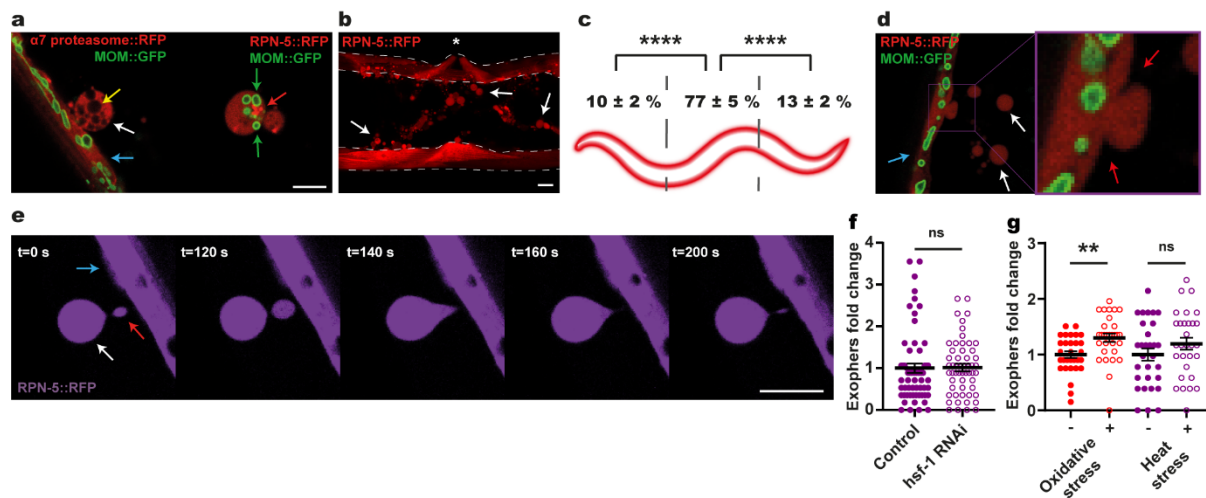 a
α7 proteasome::RFP
MOM::GFP
RPN-5::RFP
MOM::GFP
b
RPN-5::RFP
*
c
**** ****
10 ± 2 % 77 ± 5 % 13 ± 2 %
d
RPN-5::RFP
MOM::GFP
e
t=0 s t=120 s t=140 s t=160 s t=200 s
RPN-5::RFP
f
ns
Exophers fold change
4
3
2
1
0
Control
hsf-1 RNAi
g
** ns
Exophers fold change
3
2
1
0
- + - +
Oxidative
stress
Heat
stress